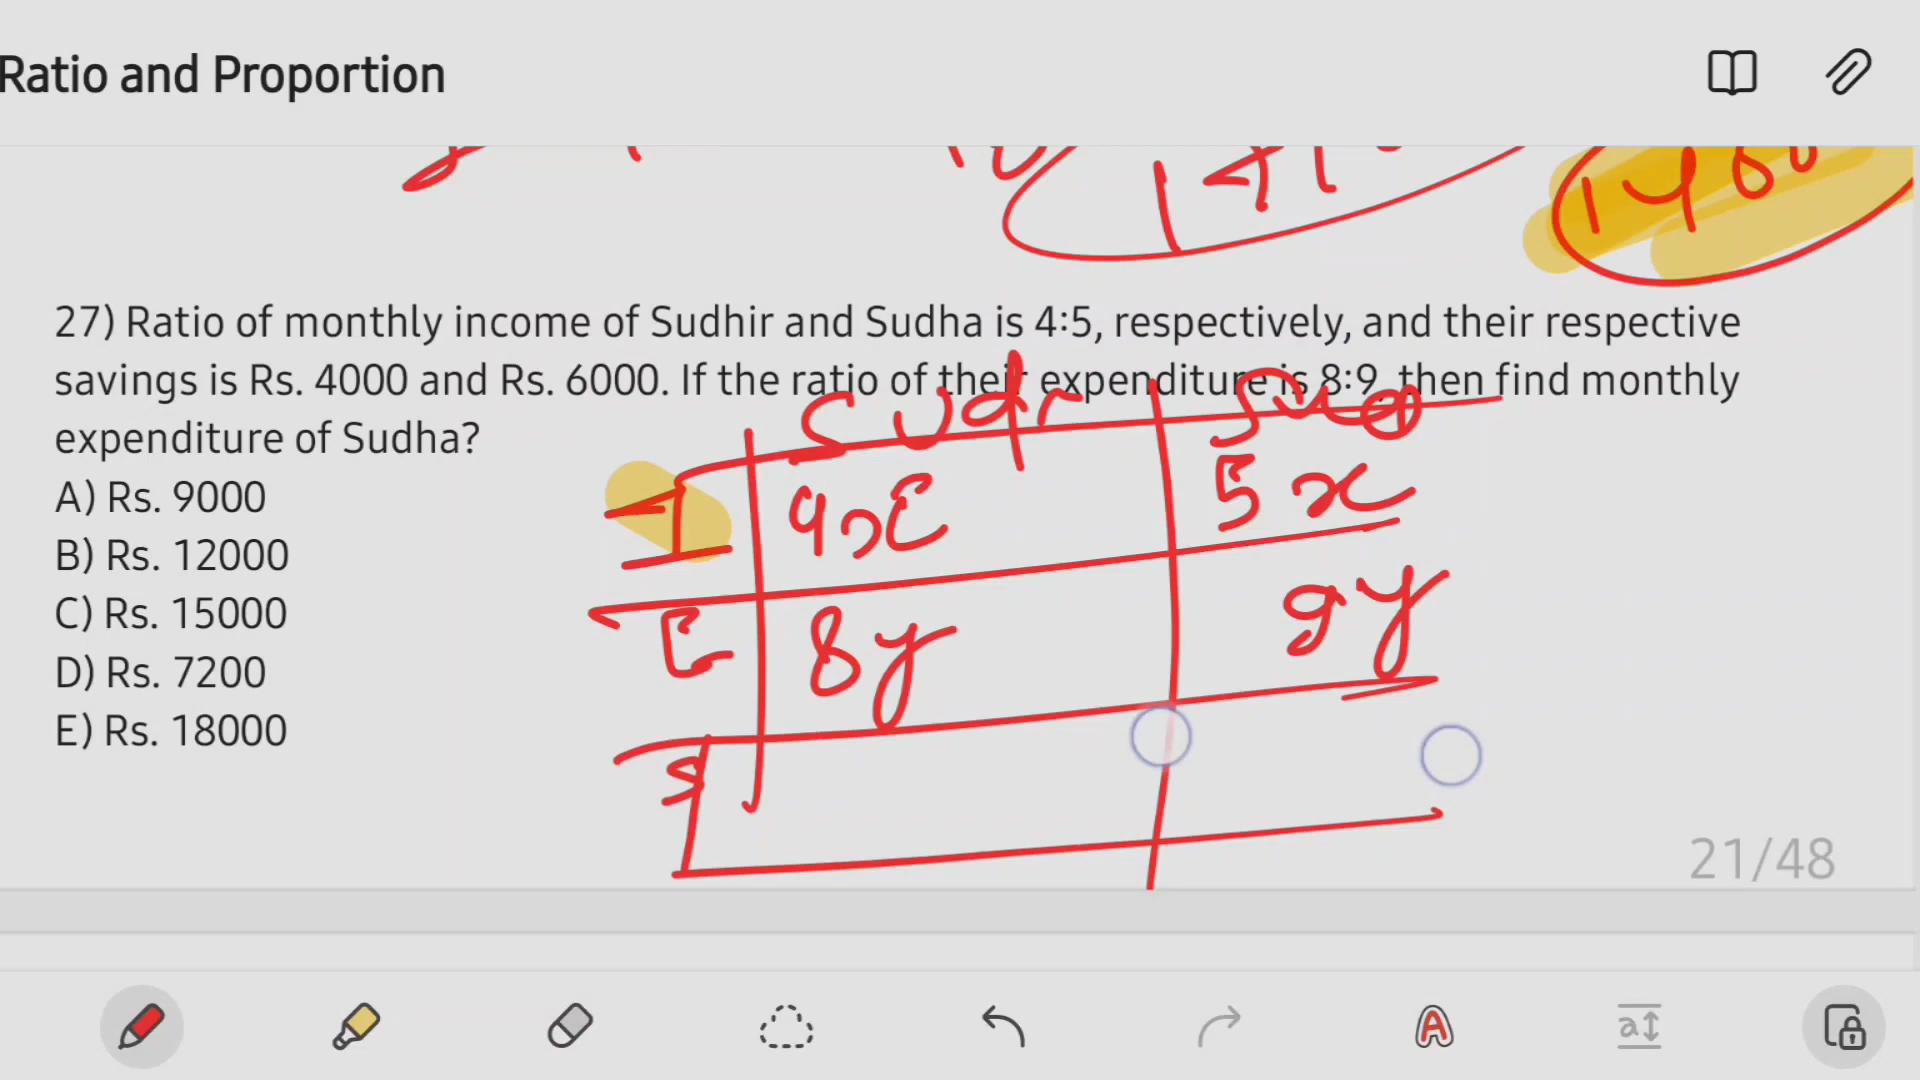 Ratio and Proportion
1480
27) Ratio of monthly income of Sudhir and Sudha is 4:5, respectively, and their respective
savings is Rs. 4000 and Rs. 6000. If the ratio of their expenditure is 8:9, then find monthly
expenditure of Sudha?
A) Rs. 9000
B) Rs. 12000
C) Rs. 15000
D) Rs. 7200
E) Rs. 18000
Sudr
I 4x 5x
E 8y 9y
S
21/48
A
a